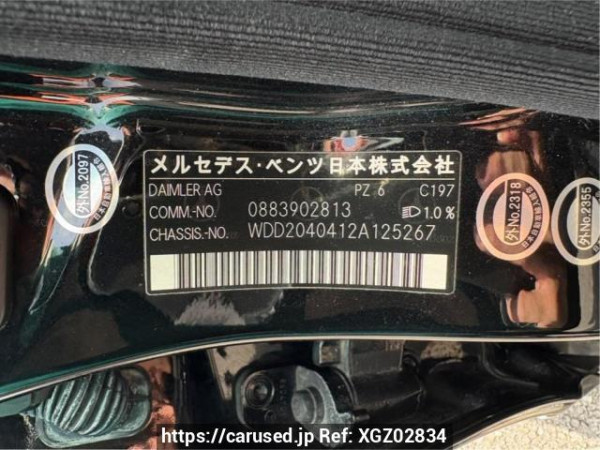 メルセデス・ベンツ日本株式会社
DAIMLER AG PZ 6 C197
COMM.-NO. 0883902813 1.0 %
CHASSIS.-NO. WDD2040412A125267
外No.2097
外No.2318
外No.2355
https://carused.jp Ref: XGZ02834